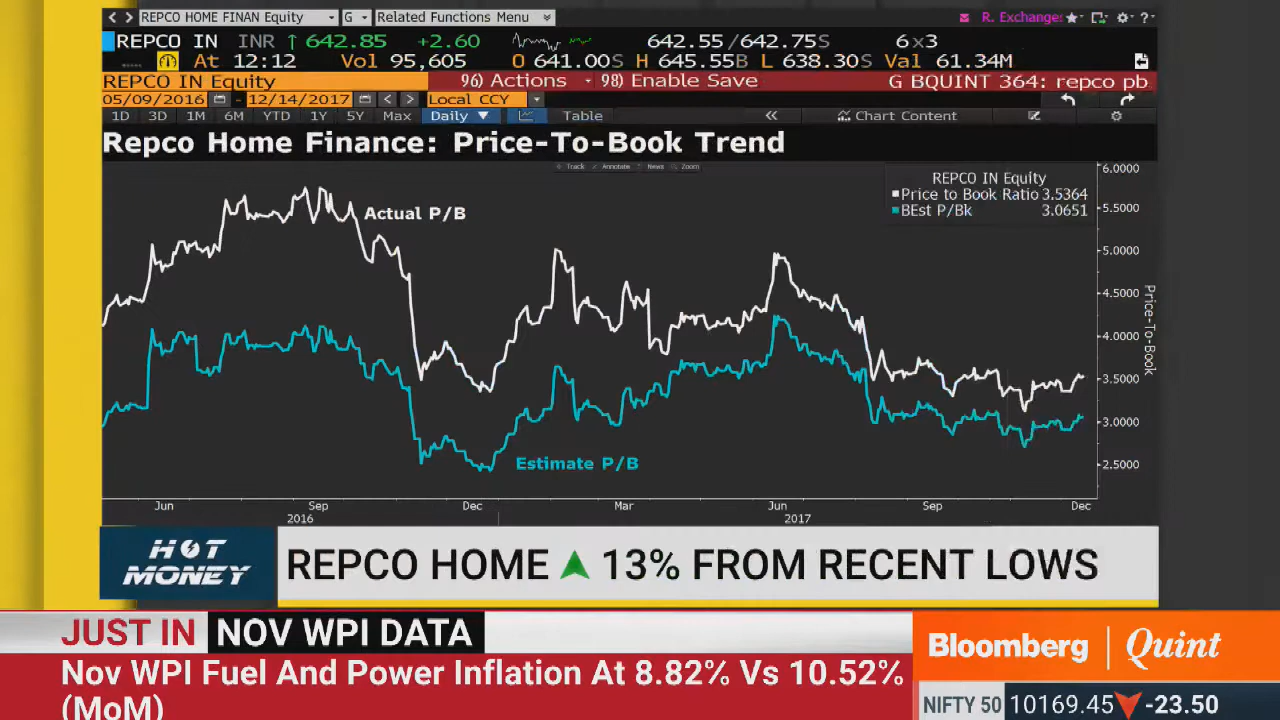 REPCO HOME FINAN Equity G Related Functions Menu R. Exchange
REPCO IN INR ↑ 642.85 +2.60 642.55/642.75S 6x3
At 12:12 Vol 95,605 O 641.00S H 645.55B L 638.30S Val 61.34M
REPCO IN Equity 96) Actions 98) Enable Save G BQUINT 364: repco pb
05/09/2016 - 12/14/2017 Local CCY
1D 3D 1M 6M YTD 1Y 5Y Max Daily ▼ Table « Chart Content
Repco Home Finance: Price-To-Book Trend
Track Annotate News Zoom
REPCO IN Equity
Price to Book Ratio 3.5364
BEst P/Bk 3.0651
Actual P/B
Estimate P/B
6.0000
5.5000
5.0000
4.5000
4.0000
3.5000
3.0000
2.5000
Price-To-Book
Jun Sep Dec Mar Jun Sep Dec
2016 2017
HOT
MONEY
REPCO HOME ▲ 13% FROM RECENT LOWS
JUST IN NOV WPI DATA
Nov WPI Fuel And Power Inflation At 8.82% Vs 10.52%
(MoM)
Bloomberg | Quint
NIFTY 50 10169.45 -23.50